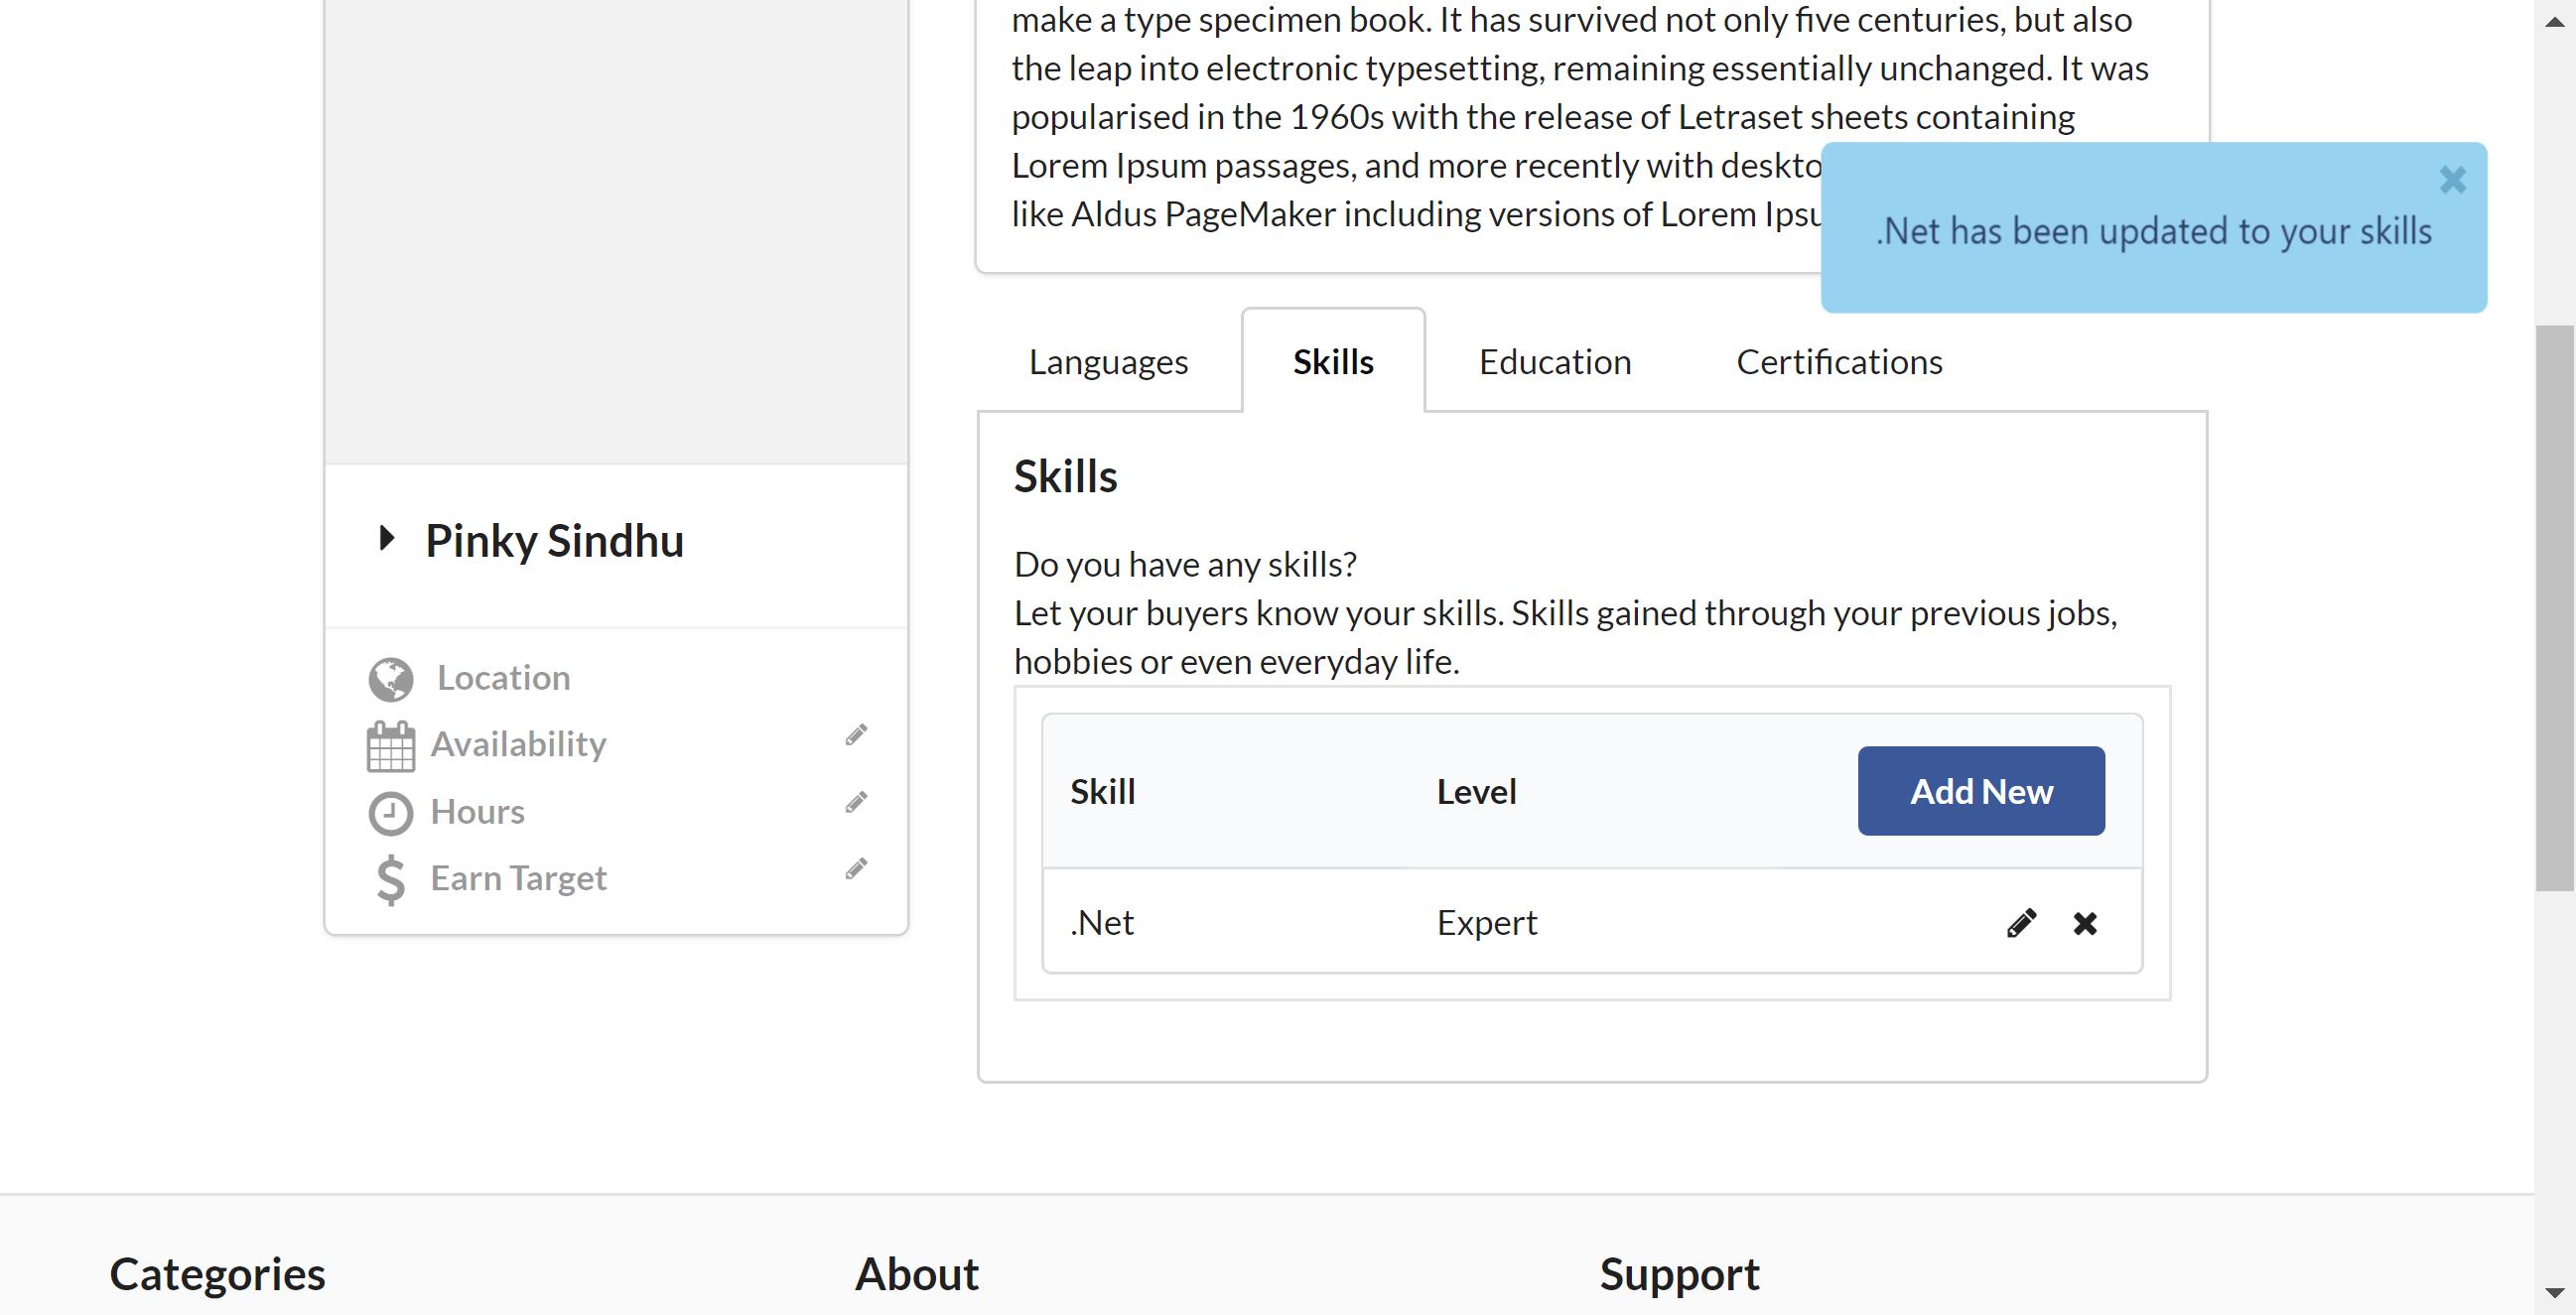 make a type specimen book. It has survived not only five centuries, but also
the leap into electronic typesetting, remaining essentially unchanged. It was
popularised in the 1960s with the release of Letraset sheets containing
Lorem Ipsum passages, and more recently with deskto
like Aldus PageMaker including versions of Lorem Ipsu
.Net has been updated to your skills
Languages
Skills
Education
Certifications
Skills
Do you have any skills?
Let your buyers know your skills. Skills gained through your previous jobs,
hobbies or even everyday life.
Skill
Level
Add New
.Net
Expert
Pinky Sindhu
Location
Availability
Hours
Earn Target
Categories
About
Support